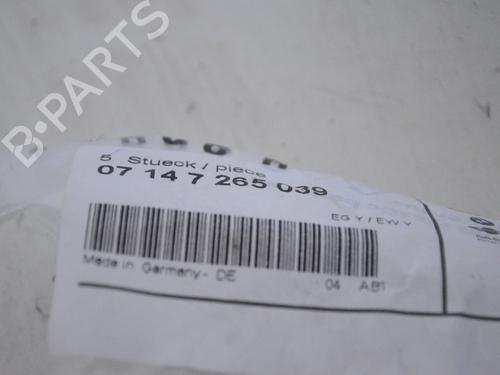 B-PARTS
5 Stueck / piece
07 14 7 265 039
EG Y / EW Y
Made in Germany - DE
04 AB1